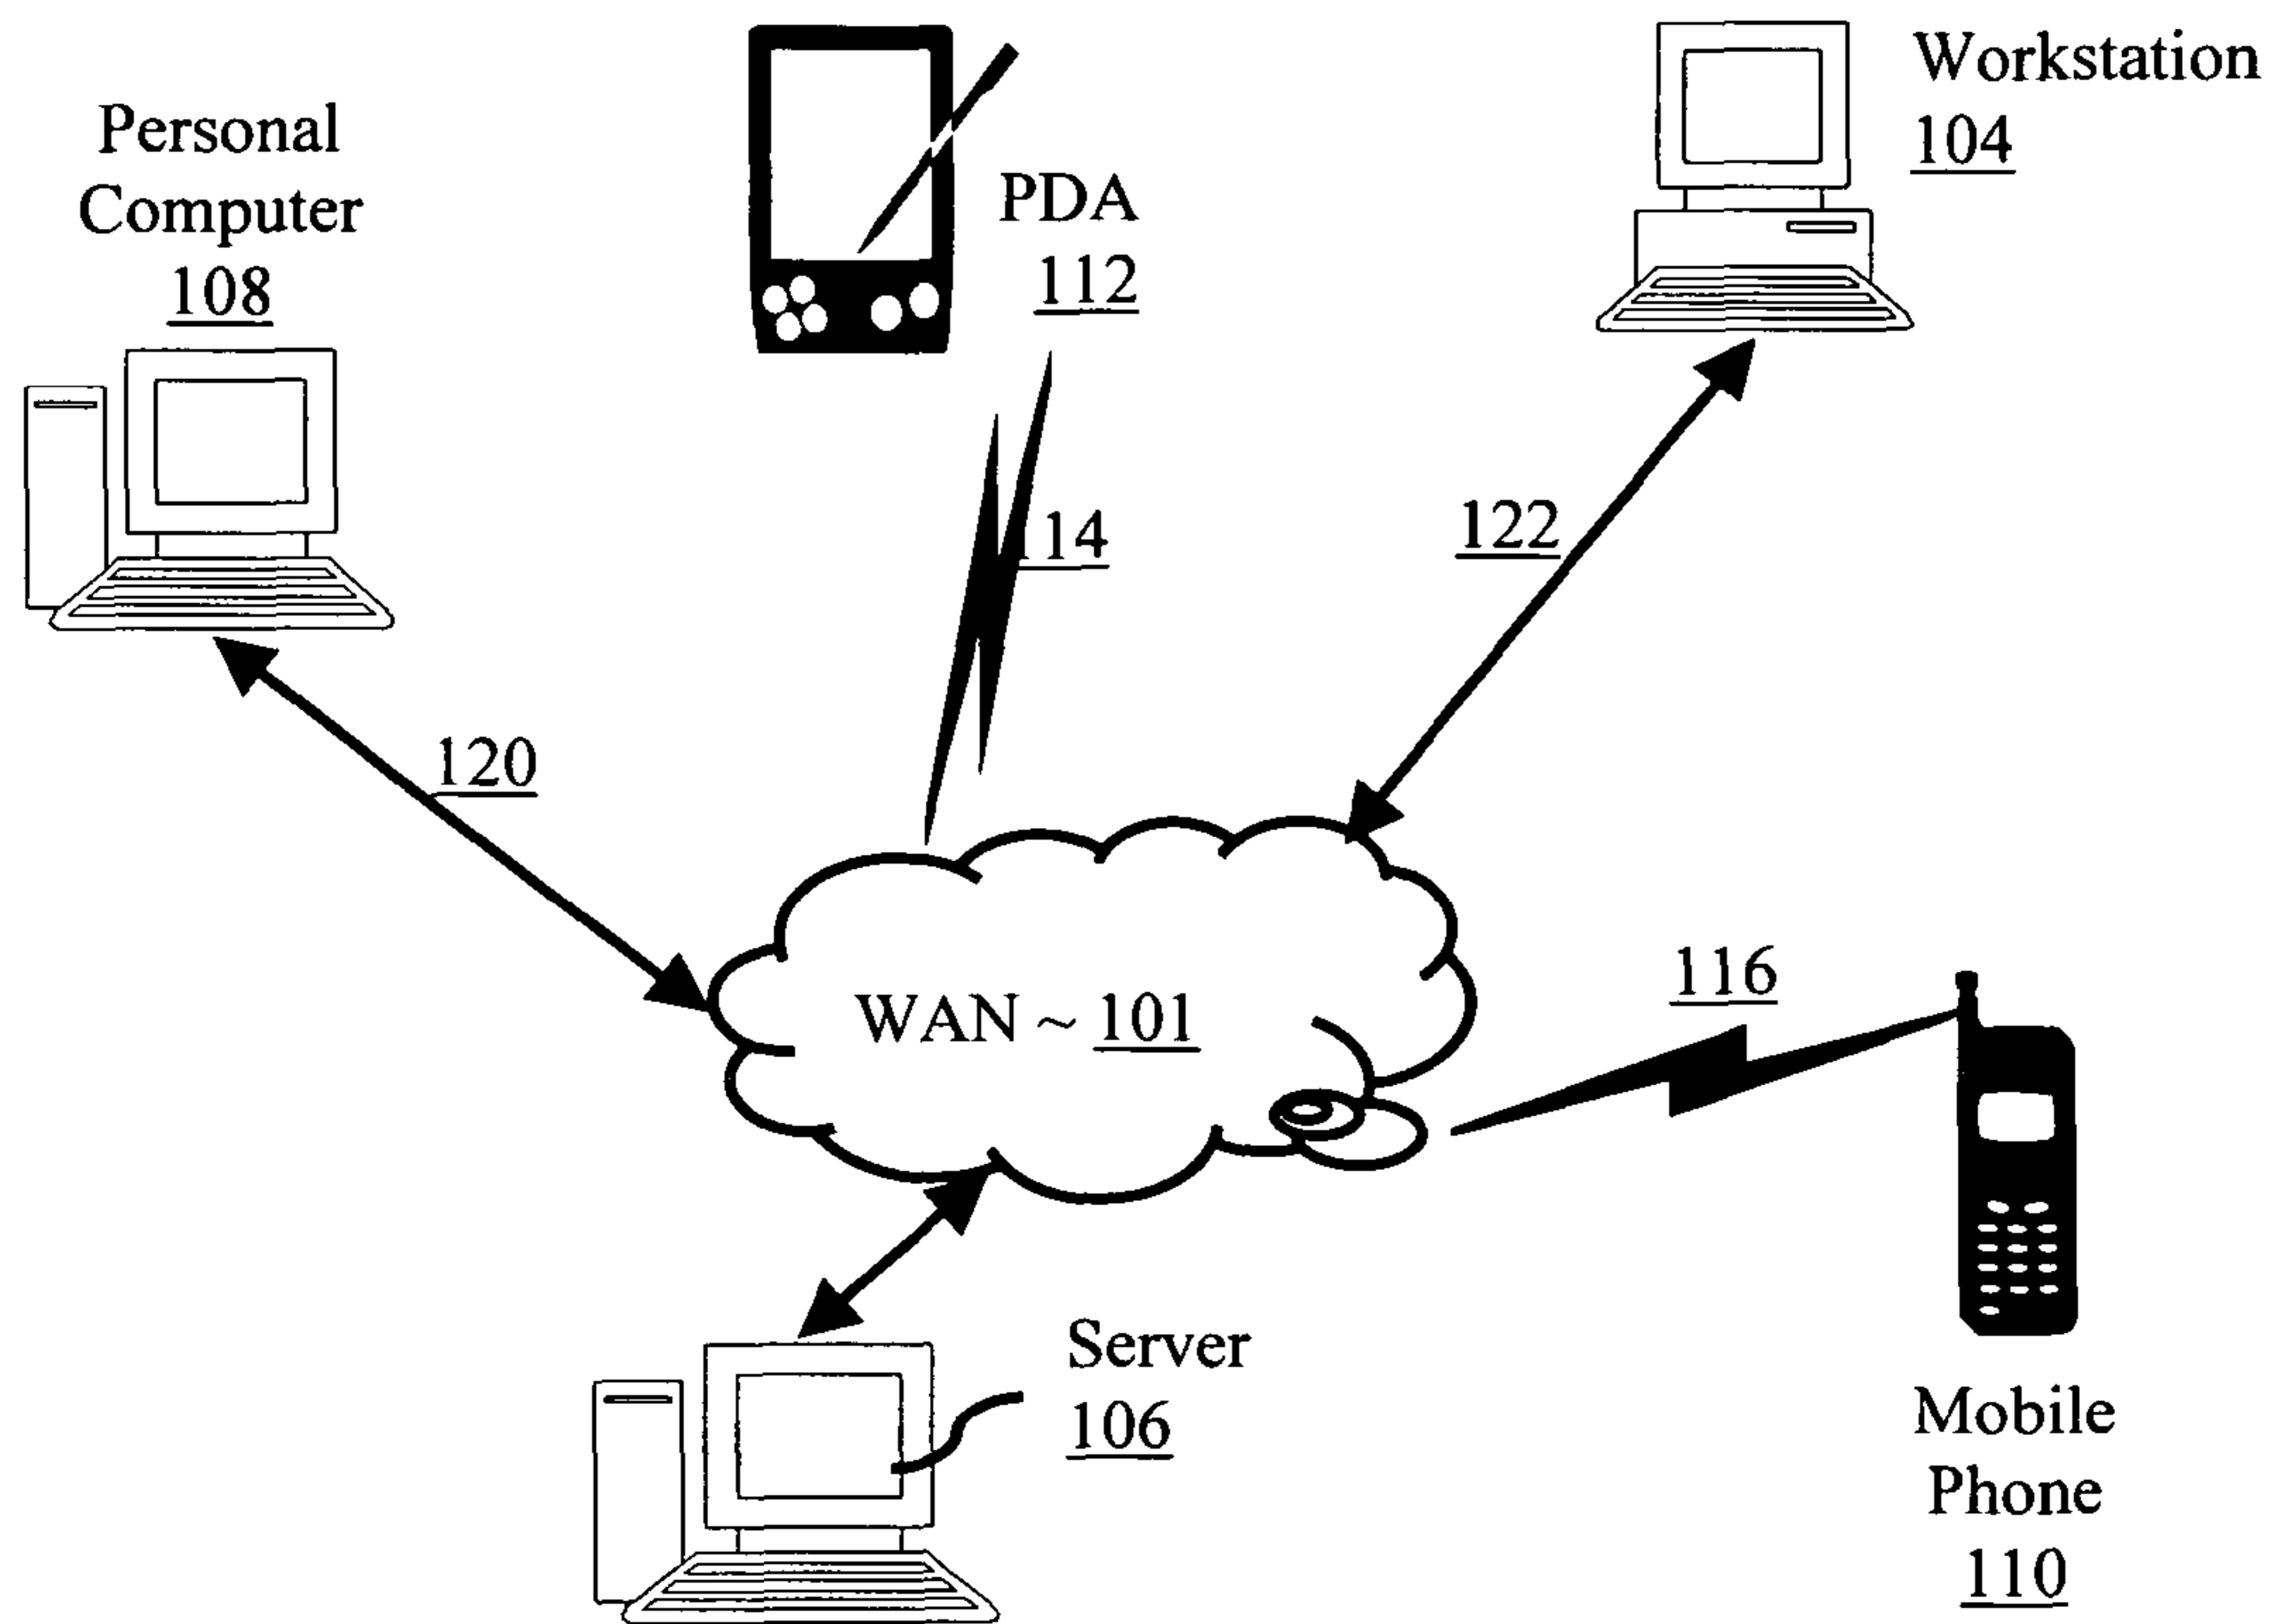 Personal
Computer
108
PDA
112
Workstation
104
114
122
120
WAN ~ 101
116
Server
106
Mobile
Phone
110